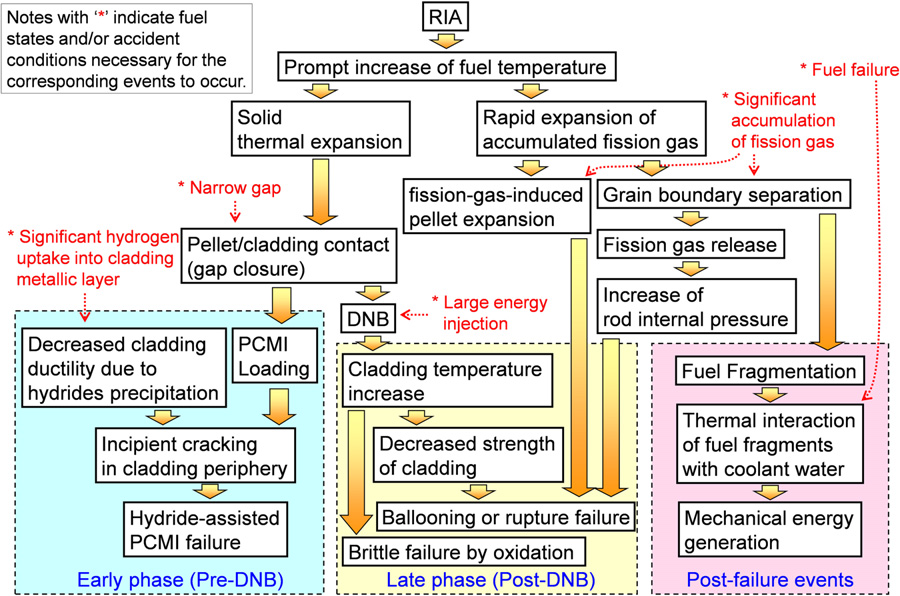 Notes with ‘*’ indicate fuel
states and/or accident
conditions necessary for the
corresponding events to occur.
RIA
Prompt increase of fuel temperature
* Fuel failure
Solid
thermal expansion
Rapid expansion of
accumulated fission gas
* Significant
accumulation
of fission gas
* Narrow gap
fission-gas-induced
pellet expansion
Grain boundary separation
* Significant hydrogen
uptake into cladding
metallic layer
Pellet/cladding contact
(gap closure)
Fission gas release
DNB
* Large energy
injection
Increase of
rod internal pressure
Decreased cladding
ductility due to
hydrides precipitation
PCMI
Loading
Cladding temperature
increase
Fuel Fragmentation
Incipient cracking
in cladding periphery
Decreased strength
of cladding
Thermal interaction
of fuel fragments
with coolant water
Hydride-assisted
PCMI failure
Ballooning or rupture failure
Brittle failure by oxidation
Mechanical energy
generation
Early phase (Pre-DNB)
Late phase (Post-DNB)
Post-failure events